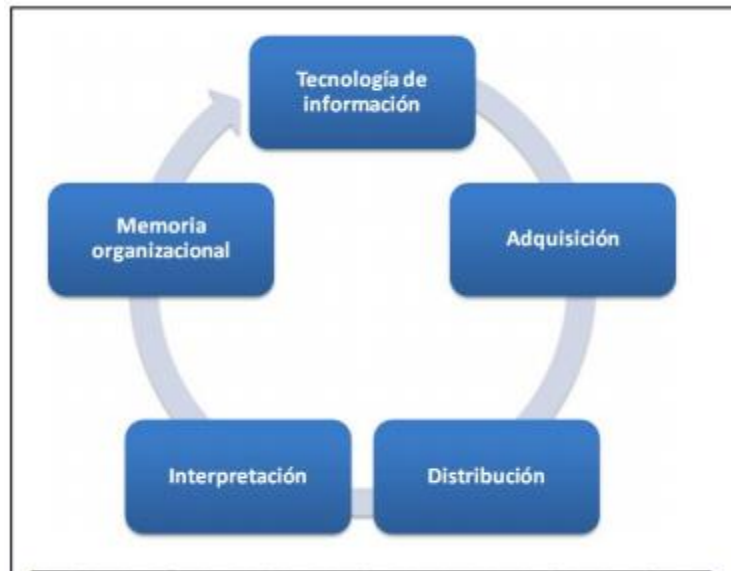 Tecnología de
información
Adquisición
Distribución
Interpretación
Memoria
organizacional